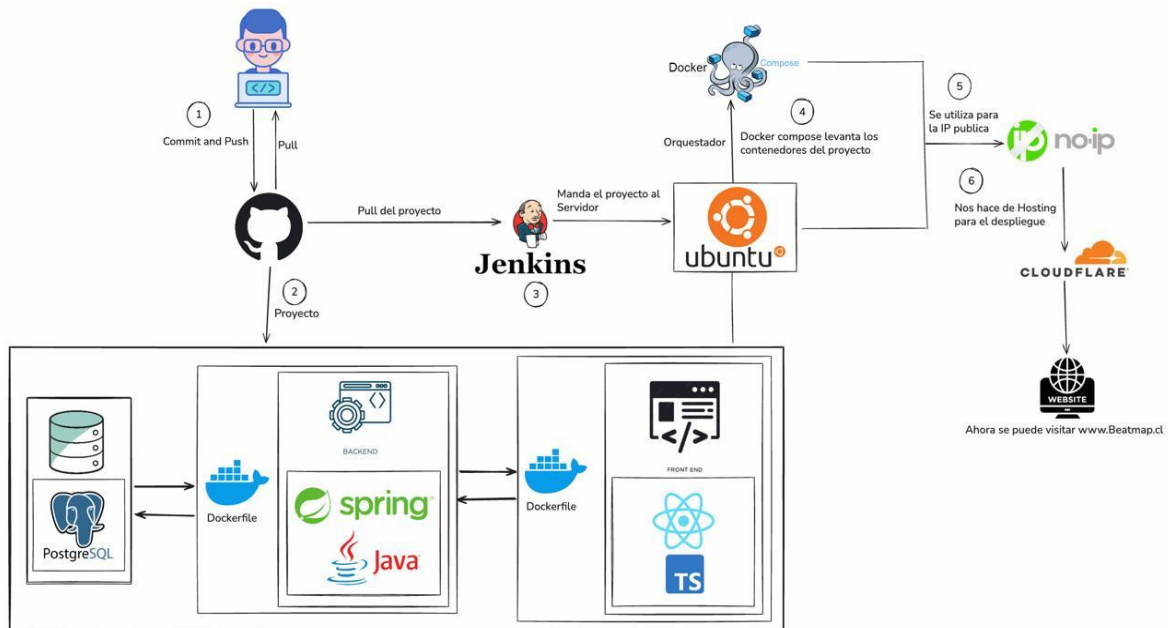 </>
1
Commit and Push
Pull
Docker
Compose
4
Docker compose levanta los
contenedores del proyecto
Orquestador
5
Se utiliza para
la IP publica
ip no·ip
6
Nos hace de Hosting
para el despliegue
Pull del proyecto
Manda el proyecto al
Servidor
Jenkins
3
ubuntu
CLOUDFLARE
2
Proyecto
WEBSITE
Ahora se puede visitar www.Beatmap.cl
BACKEND
FRONT END
Dockerfile
Dockerfile
PostgreSQL
spring
Java
TS